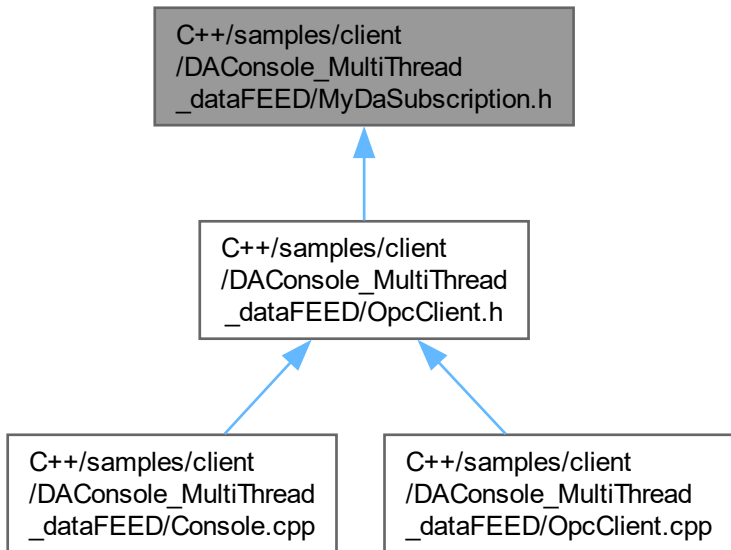 C++/samples/client
/DAConsole_MultiThread
_dataFEED/MyDaSubscription.h
C++/samples/client
/DAConsole_MultiThread
_dataFEED/OpcClient.h
C++/samples/client
/DAConsole_MultiThread
_dataFEED/Console.cpp
C++/samples/client
/DAConsole_MultiThread
_dataFEED/OpcClient.cpp